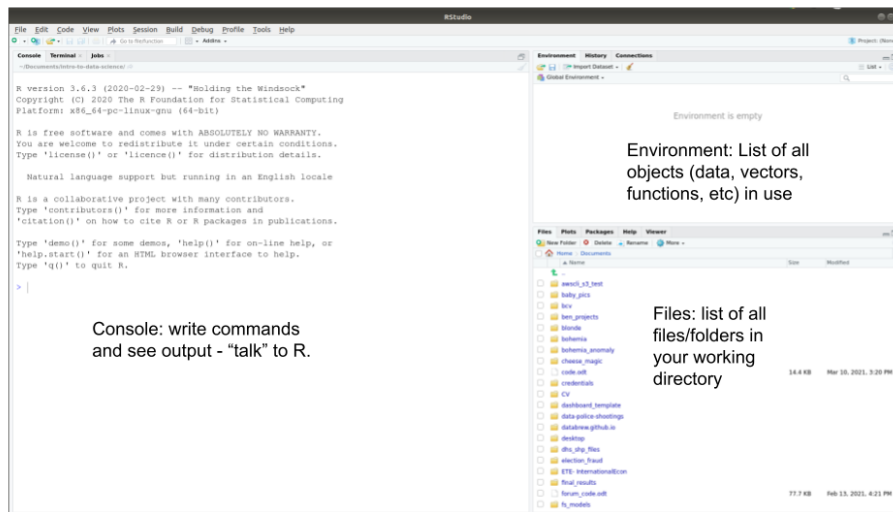 RStudio
File Edit Code View Plots Session Build Debug Profile Tools Help
Go to file/function
Addins
Project: (None
Console Terminal Jobs
~/Documents/intro-to-data-science/
R version 3.6.3 (2020-02-29) -- "Holding the Windsock"
Copyright (C) 2020 The R Foundation for Statistical Computing
Platform: x86_64-pc-linux-gnu (64-bit)
R is free software and comes with ABSOLUTELY NO WARRANTY.
You are welcome to redistribute it under certain conditions.
Type 'license()' or 'licence()' for distribution details.
Natural language support but running in an English locale
R is a collaborative project with many contributors.
Type 'contributors()' for more information and
'citation()' on how to cite R or R packages in publications.
Type 'demo()' for some demos, 'help()' for on-line help, or
'help.start()' for an HTML browser interface to help.
Type 'q()' to quit R.
>
Console: write commands
and see output - “talk” to R.
Environment History Connections
Import Dataset
List
Global Environment
Environment is empty
Environment: List of all
objects (data, vectors,
functions, etc) in use
Files Plots Packages Help Viewer
New Folder Delete Rename More
Home Documents
Name Size Modified
..
awscli_s3_test
baby_pics
bcv
ben_projects
blonde
bohemia
bohemia_anomaly
cheese_magic
code.odt 14.4 KB Mar 10, 2021, 3:20 PM
credentials
CV
dashboard_template
data-police-shootings
databrew.github.io
desktop
dhs_shp_files
election_fraud
ETE- InternationalEcon
final_results
forum_code.odt 77.7 KB Feb 13, 2021, 4:21 PM
fs_models
Files: list of all
files/folders in
your working
directory